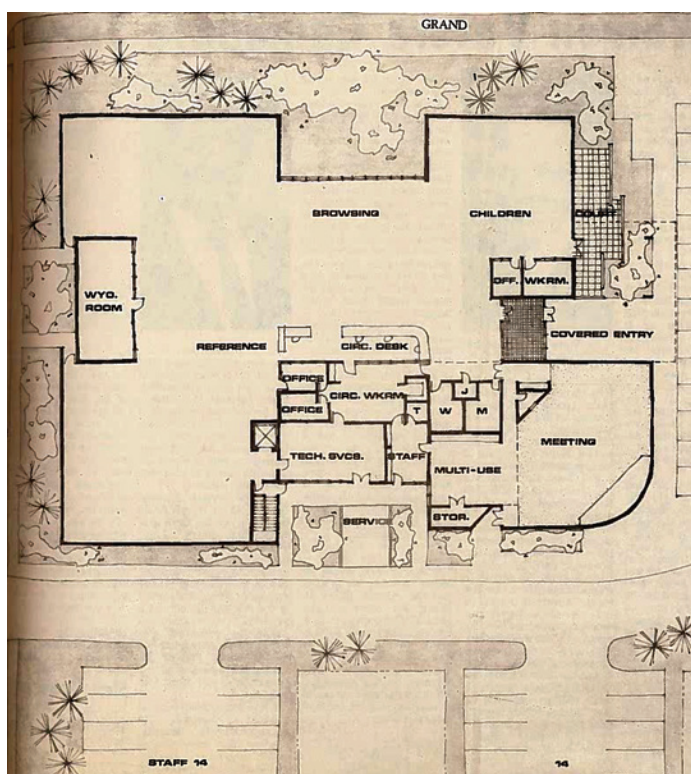 GRAND
BROWSING
CHILDREN
COURT
OFF.
WKRM.
WYO.
ROOM
COVERED ENTRY
REFERENCE
CIRC. DESK
OFFICE
CIRC. WKRM
OFFICE
T
W
J
M
MEETING
TECH. SVCS.
STAFF
MULTI-USE
STOR.
SERVICE
STAFF 14
14